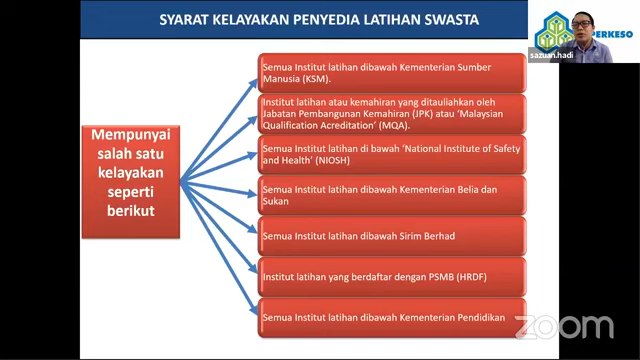 SYARAT KELAYAKAN PENYEDIA LATIHAN SWASTA
PERKESO
sazuan.hadi
Mempunyai
salah satu
kelayakan
seperti
berikut
Semua Institut latihan dibawah Kementerian Sumber
Manusia (KSM).
Institut latihan atau kemahiran yang ditauliahkan oleh
Jabatan Pembangunan Kemahiran (JPK) atau ‘Malaysian
Qualification Acreditation’ (MQA).
Semua Institut latihan di bawah ‘National Institute of Safety
and Health’ (NIOSH)
Semua Institut latihan dibawah Kementerian Belia dan
Sukan
Semua Institut latihan dibawah Sirim Berhad
Institut latihan yang berdaftar dengan PSMB (HRDF)
Semua Institut latihan dibawah Kementerian Pendidikan
zoom